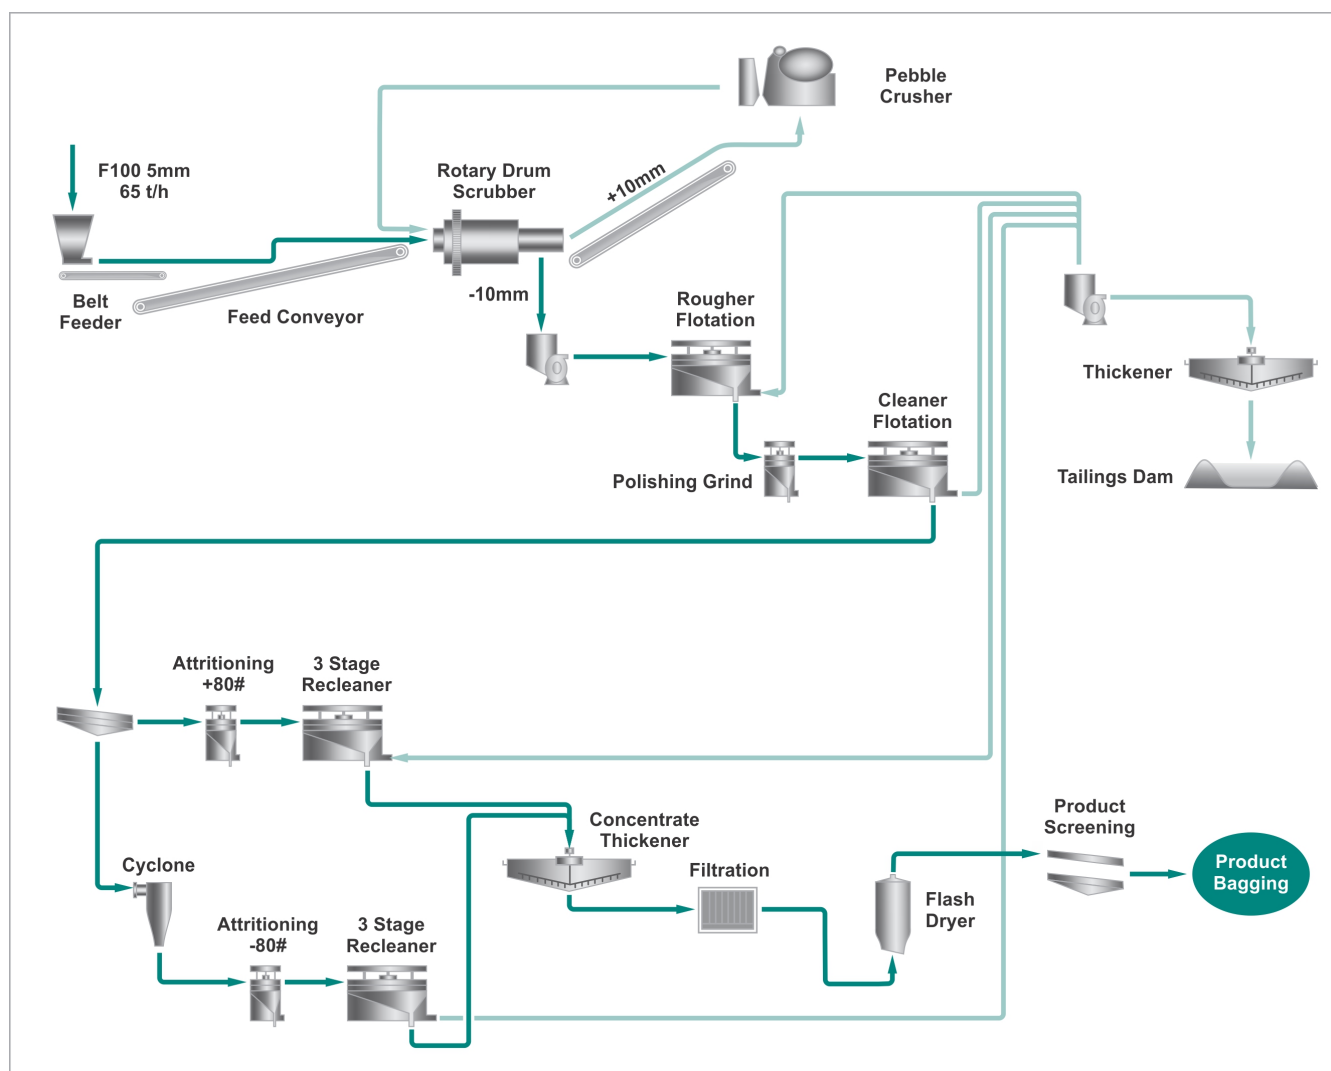 Pebble
Crusher
F100 5mm
65 t/h
Rotary Drum
Scrubber
+10mm
Belt
Feeder
Feed Conveyor
-10mm
Rougher
Flotation
Thickener
Cleaner
Flotation
Polishing Grind
Tailings Dam
Attritioning
+80#
3 Stage
Recleaner
Concentrate
Thickener
Product
Screening
Cyclone
Filtration
Product
Bagging
Flash
Dryer
Attritioning
-80#
3 Stage
Recleaner